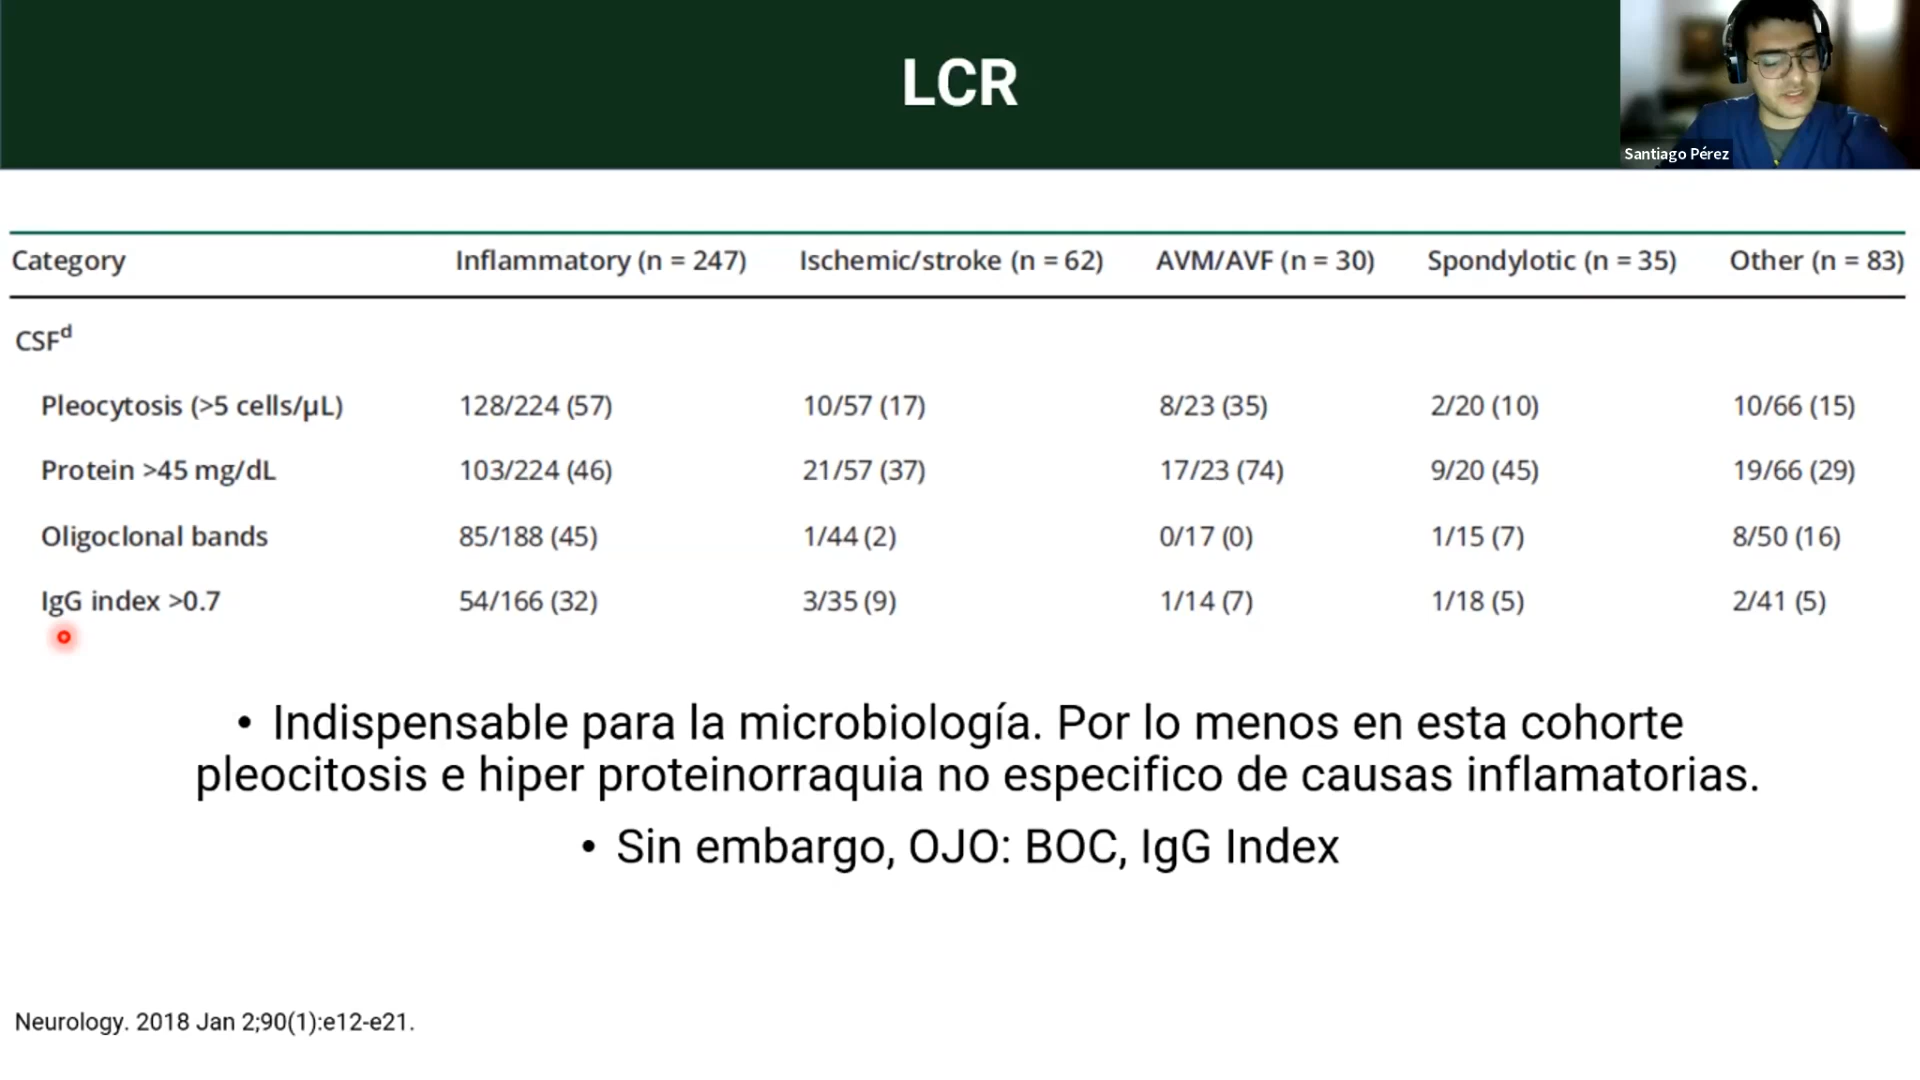 LCR
Santiago Pérez
Category Inflammatory (n = 247) Ischemic/stroke (n = 62) AVM/AVF (n = 30) Spondylotic (n = 35) Other (n = 83)
CSFᵈ
Pleocytosis (>5 cells/µL) 128/224 (57) 10/57 (17) 8/23 (35) 2/20 (10) 10/66 (15)
Protein >45 mg/dL 103/224 (46) 21/57 (37) 17/23 (74) 9/20 (45) 19/66 (29)
Oligoclonal bands 85/188 (45) 1/44 (2) 0/17 (0) 1/15 (7) 8/50 (16)
IgG index >0.7 54/166 (32) 3/35 (9) 1/14 (7) 1/18 (5) 2/41 (5)
• Indispensable para la microbiología. Por lo menos en esta cohorte
pleocitosis e hiper proteinorraquia no especifico de causas inflamatorias.
• Sin embargo, OJO: BOC, IgG Index
Neurology. 2018 Jan 2;90(1):e12-e21.